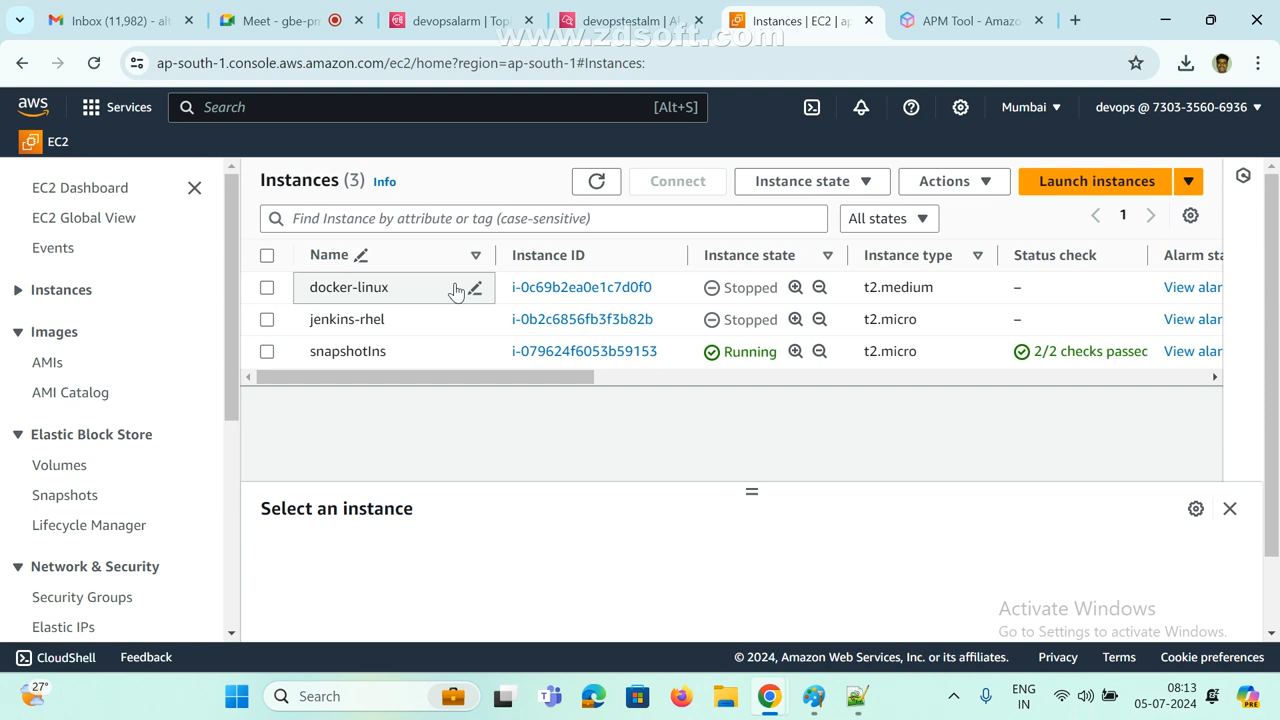 Inbox (11,982) - alt
Meet - gbe-pr
devopsalarm | Topi
devopstestalm | Al
Instances | EC2 | ap
APM Tool - Amazo
www.zdsoft.com
ap-south-1.console.aws.amazon.com/ec2/home?region=ap-south-1#Instances:
aws
Services
Search
[Alt+S]
Mumbai
devops @ 7303-3560-6936
EC2
EC2 Dashboard
EC2 Global View
Events
Instances
Images
AMIs
AMI Catalog
Elastic Block Store
Volumes
Snapshots
Lifecycle Manager
Network & Security
Security Groups
Elastic IPs
Instances (3) Info
Connect
Instance state
Actions
Launch instances
Find Instance by attribute or tag (case-sensitive)
All states
1
Name Instance ID Instance state Instance type Status check Alarm sta
docker-linux i-0c69b2ea0e1c7d0f0 Stopped t2.medium – View alar
jenkins-rhel i-0b2c6856fb3f3b82b Stopped t2.micro – View alar
snapshotIns i-079624f6053b59153 Running t2.micro 2/2 checks passec View alar
Select an instance
Activate Windows
Go to Settings to activate Windows.
CloudShell Feedback
© 2024, Amazon Web Services, Inc. or its affiliates. Privacy Terms Cookie preferences
27°
Search
ENG
IN
08:13
05-07-2024
PRE